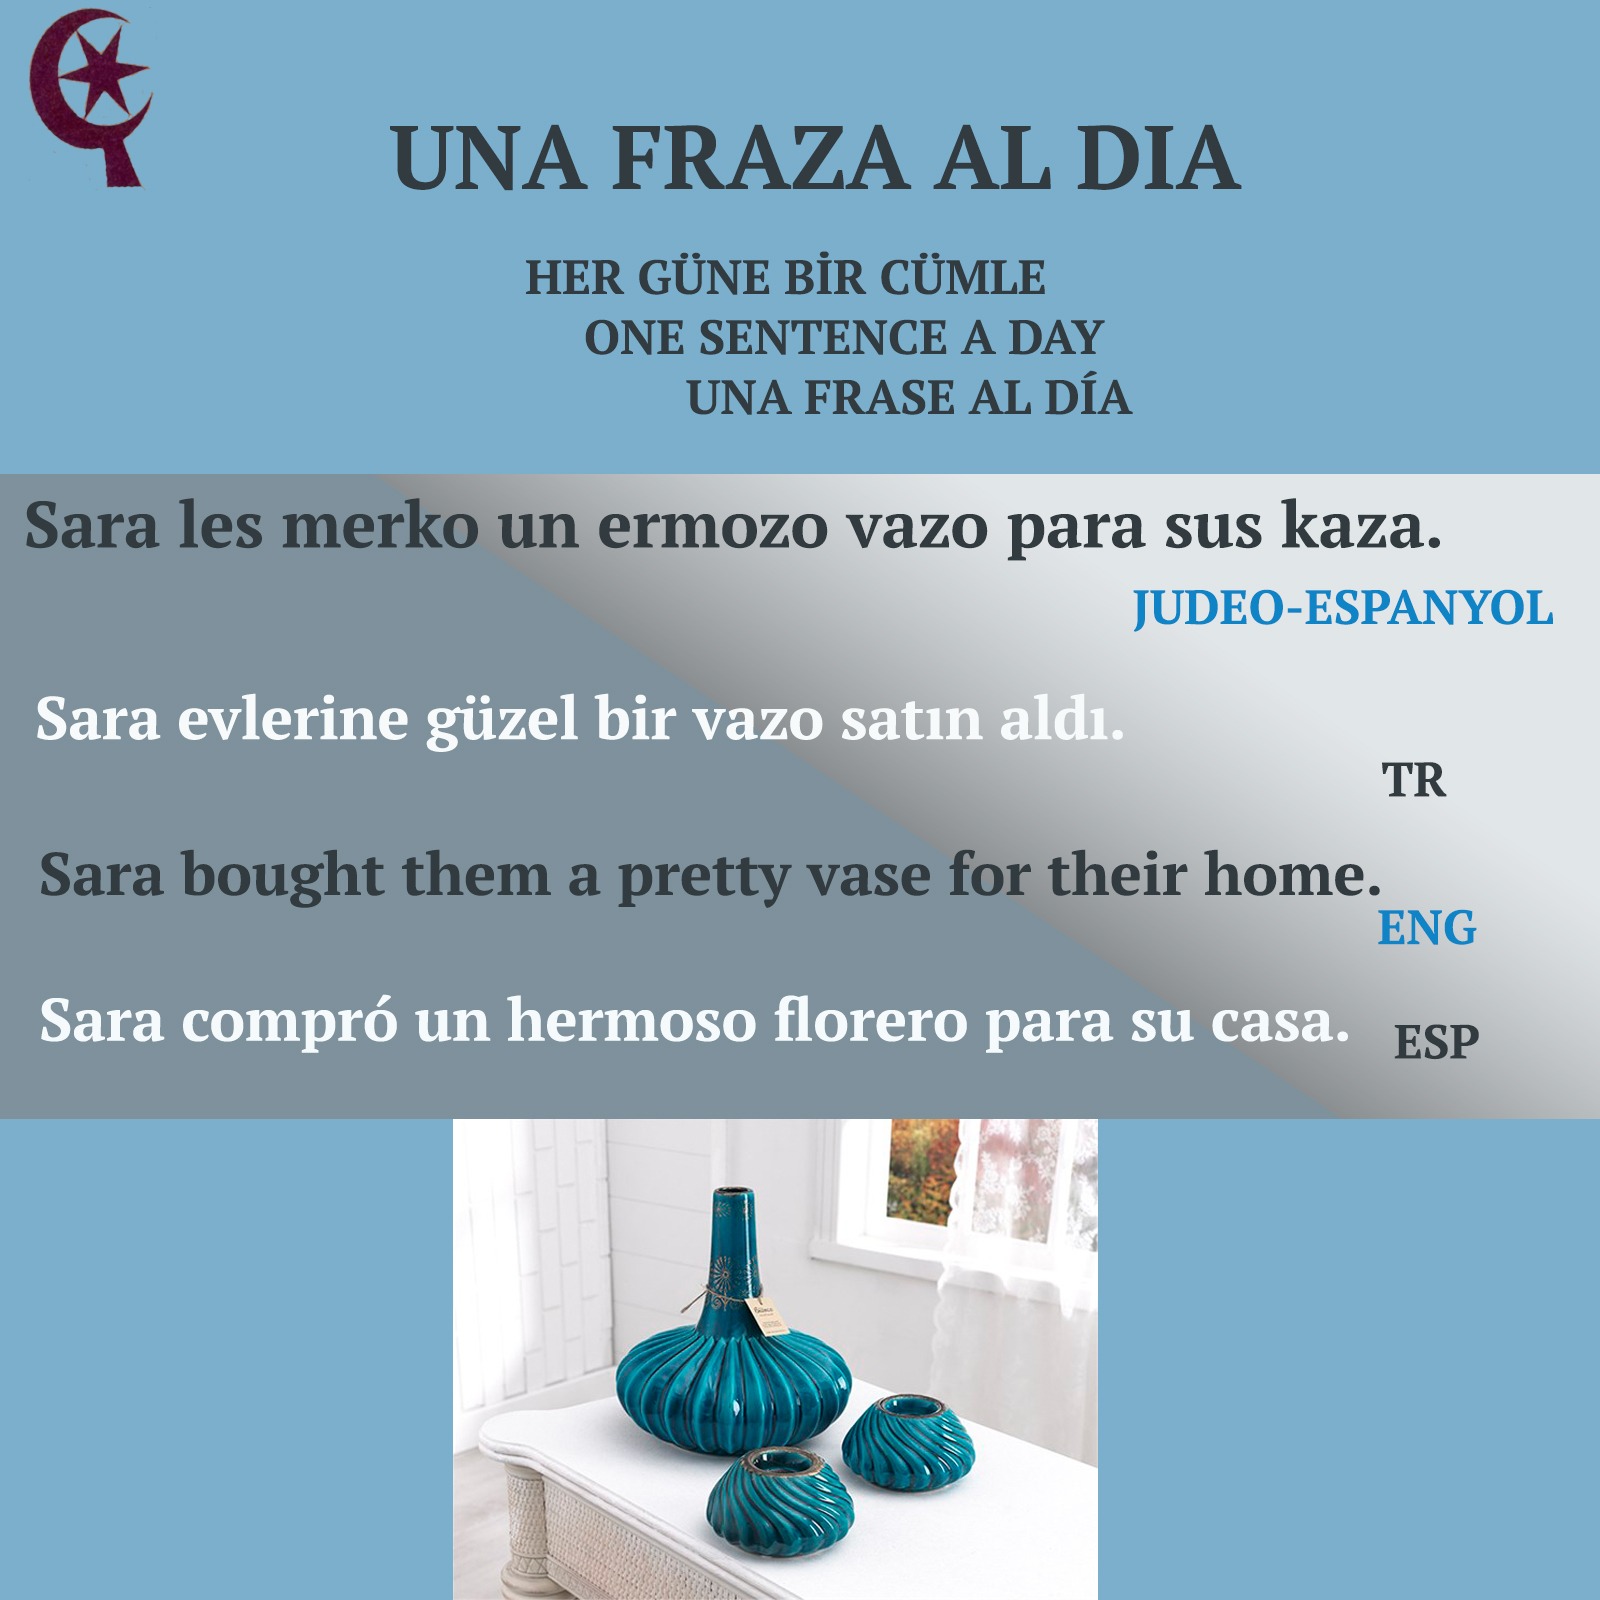 UNA FRAZA AL DIA
HER GÜNE BİR CÜMLE
ONE SENTENCE A DAY
UNA FRASE AL DÍA
Sara les merko un ermozo vazo para sus kaza.
JUDEO-ESPANYOL
Sara evlerine güzel bir vazo satın aldı.
TR
Sara bought them a pretty vase for their home.
ENG
Sara compró un hermoso florero para su casa.
ESP